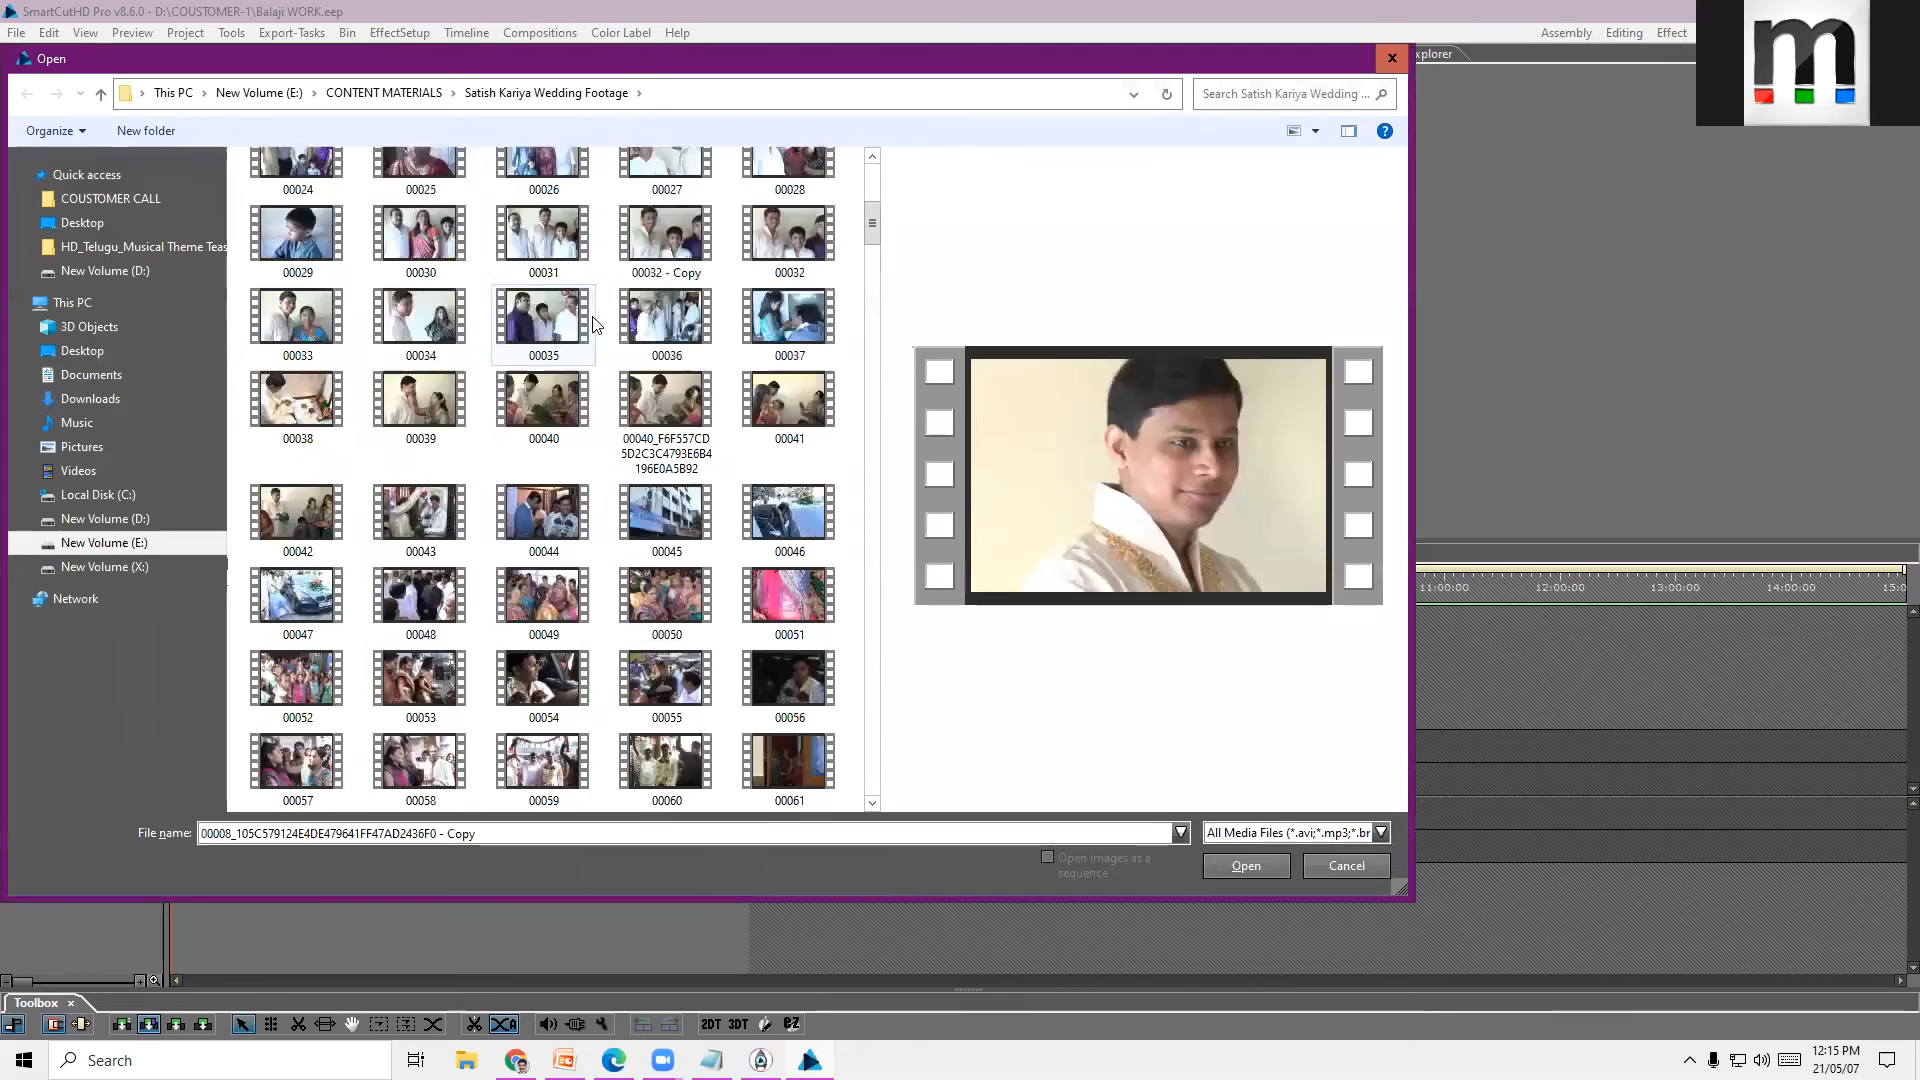 SmartCutHD Pro v8.6.0 - D:\COUSTOMER-1\Balaji WORK.eep
File Edit View Preview Project Tools Export-Tasks Bin EffectSetup Timeline Compositions Color Label Help
Assembly Editing Effect
m
Open
xplorer
This PC New Volume (E:) CONTENT MATERIALS Satish Kariya Wedding Footage
Search Satish Kariya Wedding ...
Organize New folder
Quick access
COUSTOMER CALL
Desktop
HD_Telugu_Musical Theme Teas
New Volume (D:)
This PC
3D Objects
Desktop
Documents
Downloads
Music
Pictures
Videos
Local Disk (C:)
New Volume (D:)
New Volume (E:)
New Volume (X:)
Network
00024 00025 00026 00027 00028
00029 00030 00031 00032 - Copy 00032
00033 00034 00035 00036 00037
00038 00039 00040 00040_F6F557CD 00041
5D2C3C4793E6B4
196E0A5B92
00042 00043 00044 00045 00046
00047 00048 00049 00050 00051
00052 00053 00054 00055 00056
00057 00058 00059 00060 00061
11:00:00 12:00:00 13:00:00 14:00:00 15:0
File name: 00008_105C579124E4DE479641FF47AD2436F0 - Copy
All Media Files (*.avi;*.mp3;*.br
Open images as a
sequence
Open Cancel
Toolbox x
2DT 3DT eZ
Search
12:15 PM
21/05/07